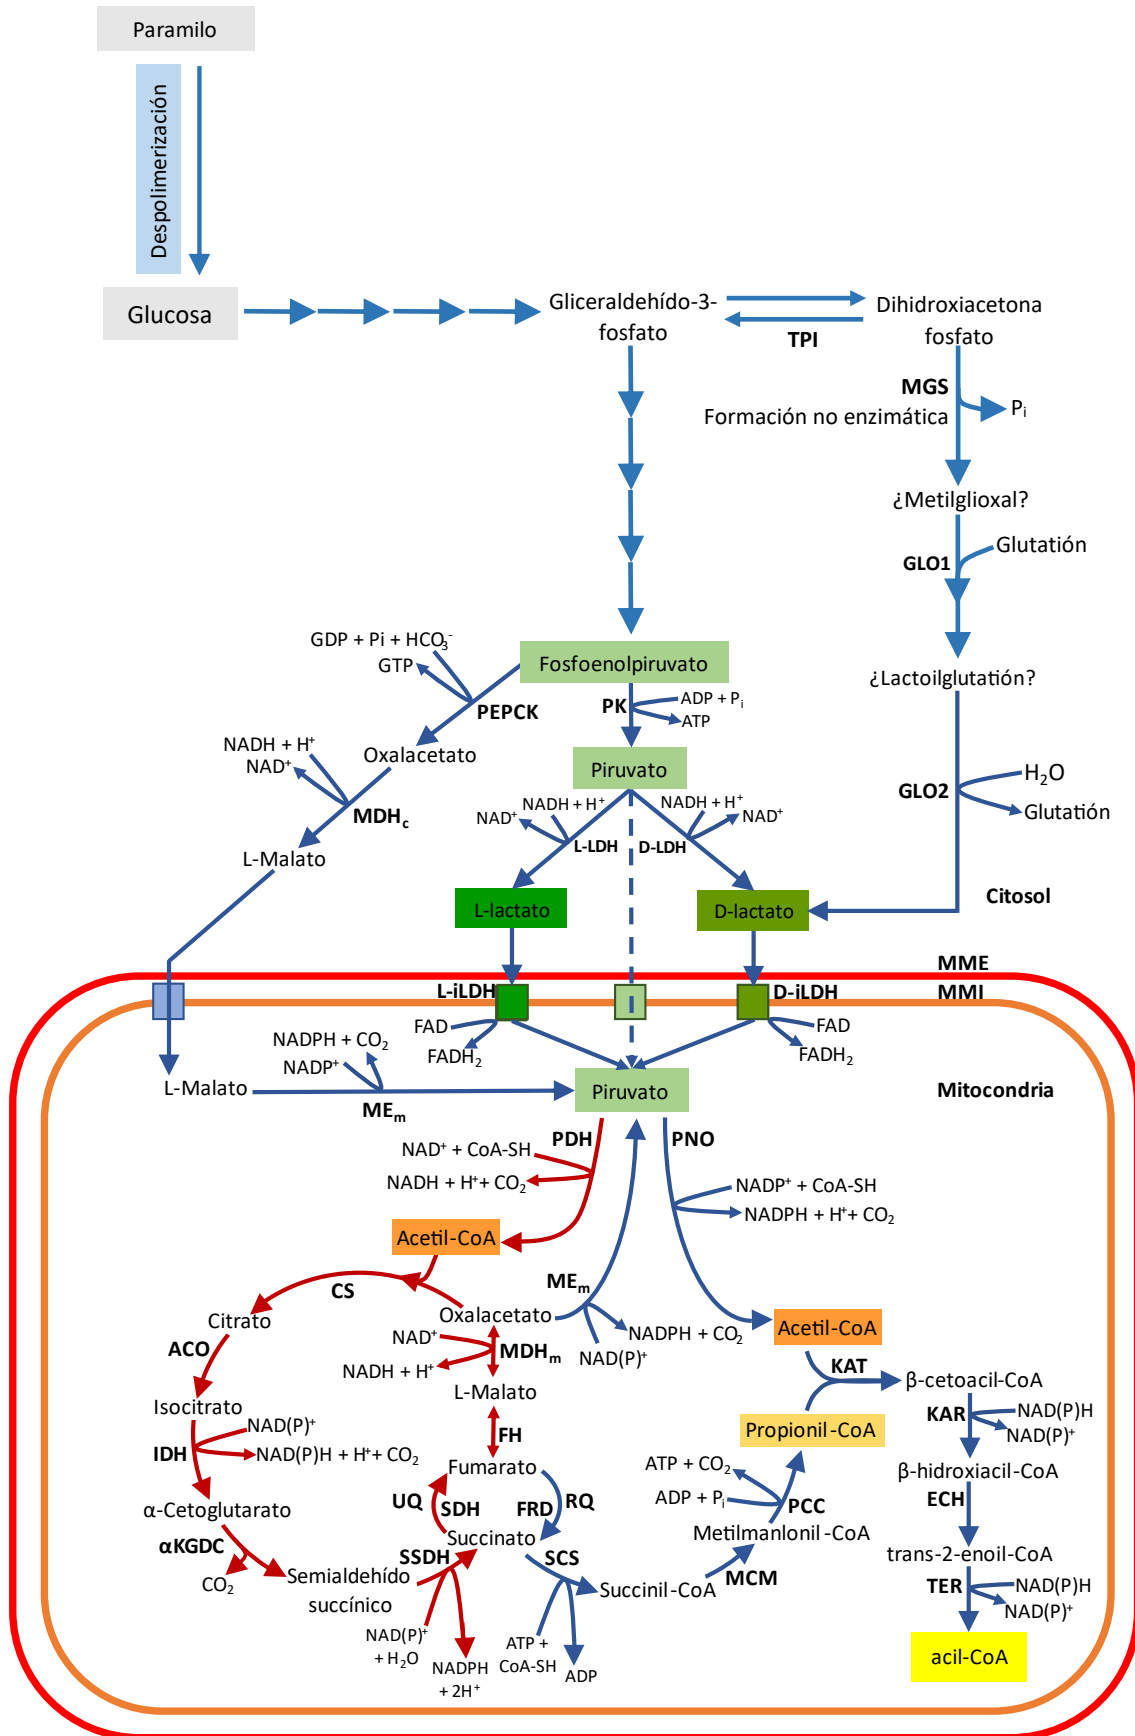 Paramilo
Despolimerización
Glucosa
Gliceraldehído-3-
fosfato
TPI
Dihidroxiacetona
fosfato
MGS
Formación no enzimática
Pᵢ
¿Metilglioxal?
GLO1
Glutatión
¿Lactoilglutatión?
GLO2
H₂O
Glutatión
GDP + Pi + HCO₃⁻
GTP
PEPCK
Fosfoenolpiruvato
PK
ADP + Pᵢ
ATP
Oxalacetato
Piruvato
NADH + H⁺
NAD⁺
MDHc
L-Malato
NADH + H⁺
NAD⁺
L-LDH
NADH + H⁺
NAD⁺
D-LDH
L-lactato
D-lactato
Citosol
MME
MMI
L-iLDH
D-iLDH
FAD
FADH₂
FAD
FADH₂
Mitocondria
L-Malato
NADPH + CO₂
NADP⁺
MEm
Piruvato
PDH
NAD⁺ + CoA-SH
NADH + H⁺+ CO₂
PNO
NADP⁺ + CoA-SH
NADPH + H⁺+ CO₂
Acetil-CoA
CS
Citrato
Oxalacetato
MEm
NADPH + CO₂
NAD(P)⁺
Acetil-CoA
ACO
NAD⁺
NADH + H⁺
MDHm
Isocitrato
L-Malato
KAT
β-cetoacil-CoA
IDH
NAD(P)⁺
NAD(P)H + H⁺+ CO₂
FH
Propionil-CoA
KAR
NAD(P)H
NAD(P)⁺
Fumarato
ATP + CO₂
ADP + Pᵢ
PCC
β-hidroxiacil-CoA
α-Cetoglutarato
UQ
SDH
FRD
RQ
ECH
Succinato
Metilmanlonil-CoA
αKGDC
CO₂
SSDH
SCS
trans-2-enoil-CoA
Semialdehído
succínico
Succinil-CoA
MCM
TER
NAD(P)H
NAD(P)⁺
NAD(P)⁺
+ H₂O
NADPH
+ 2H⁺
ATP +
CoA-SH
ADP
acil-CoA